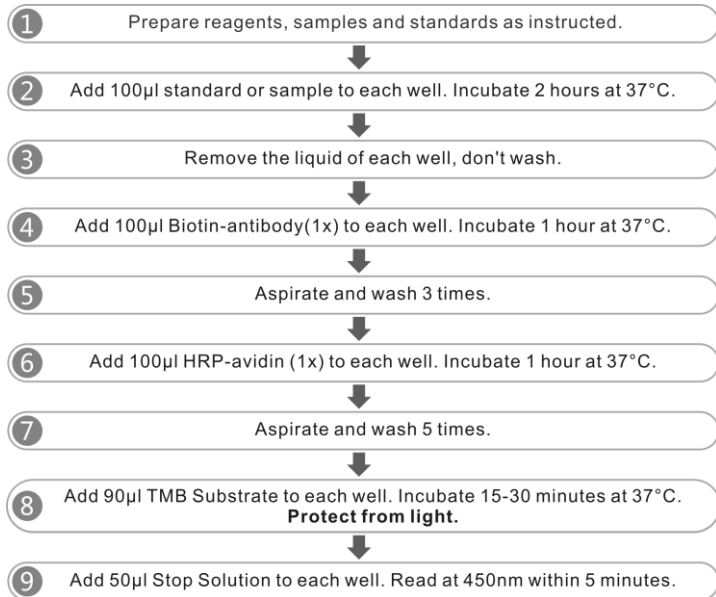 1 Prepare reagents, samples and standards as instructed.
2 Add 100μl standard or sample to each well. Incubate 2 hours at 37°C.
3 Remove the liquid of each well, don't wash.
4 Add 100μl Biotin-antibody(1x) to each well. Incubate 1 hour at 37°C.
5 Aspirate and wash 3 times.
6 Add 100μl HRP-avidin (1x) to each well. Incubate 1 hour at 37°C.
7 Aspirate and wash 5 times.
8 Add 90μl TMB Substrate to each well. Incubate 15-30 minutes at 37°C.
Protect from light.
9 Add 50μl Stop Solution to each well. Read at 450nm within 5 minutes.